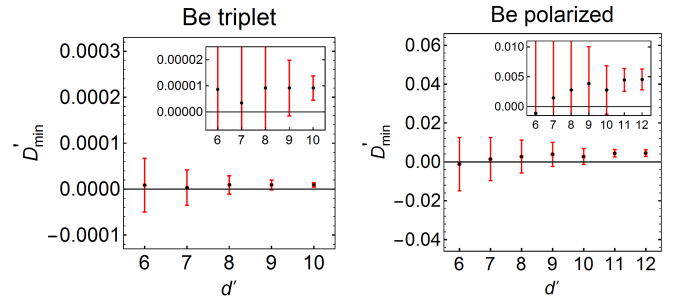 Be triplet
0.0003
0.0002
0.0001
0.0000
−0.0001
D'min
0.00002
0.00001
0.00000
6 7 8 9 10
6 7 8 9 10
d'
Be polarized
0.06
0.04
0.02
0.00
−0.02
−0.04
D'min
0.010
0.005
0.000
6 7 8 9 10 11 12
6 7 8 9 10 11 12
d'